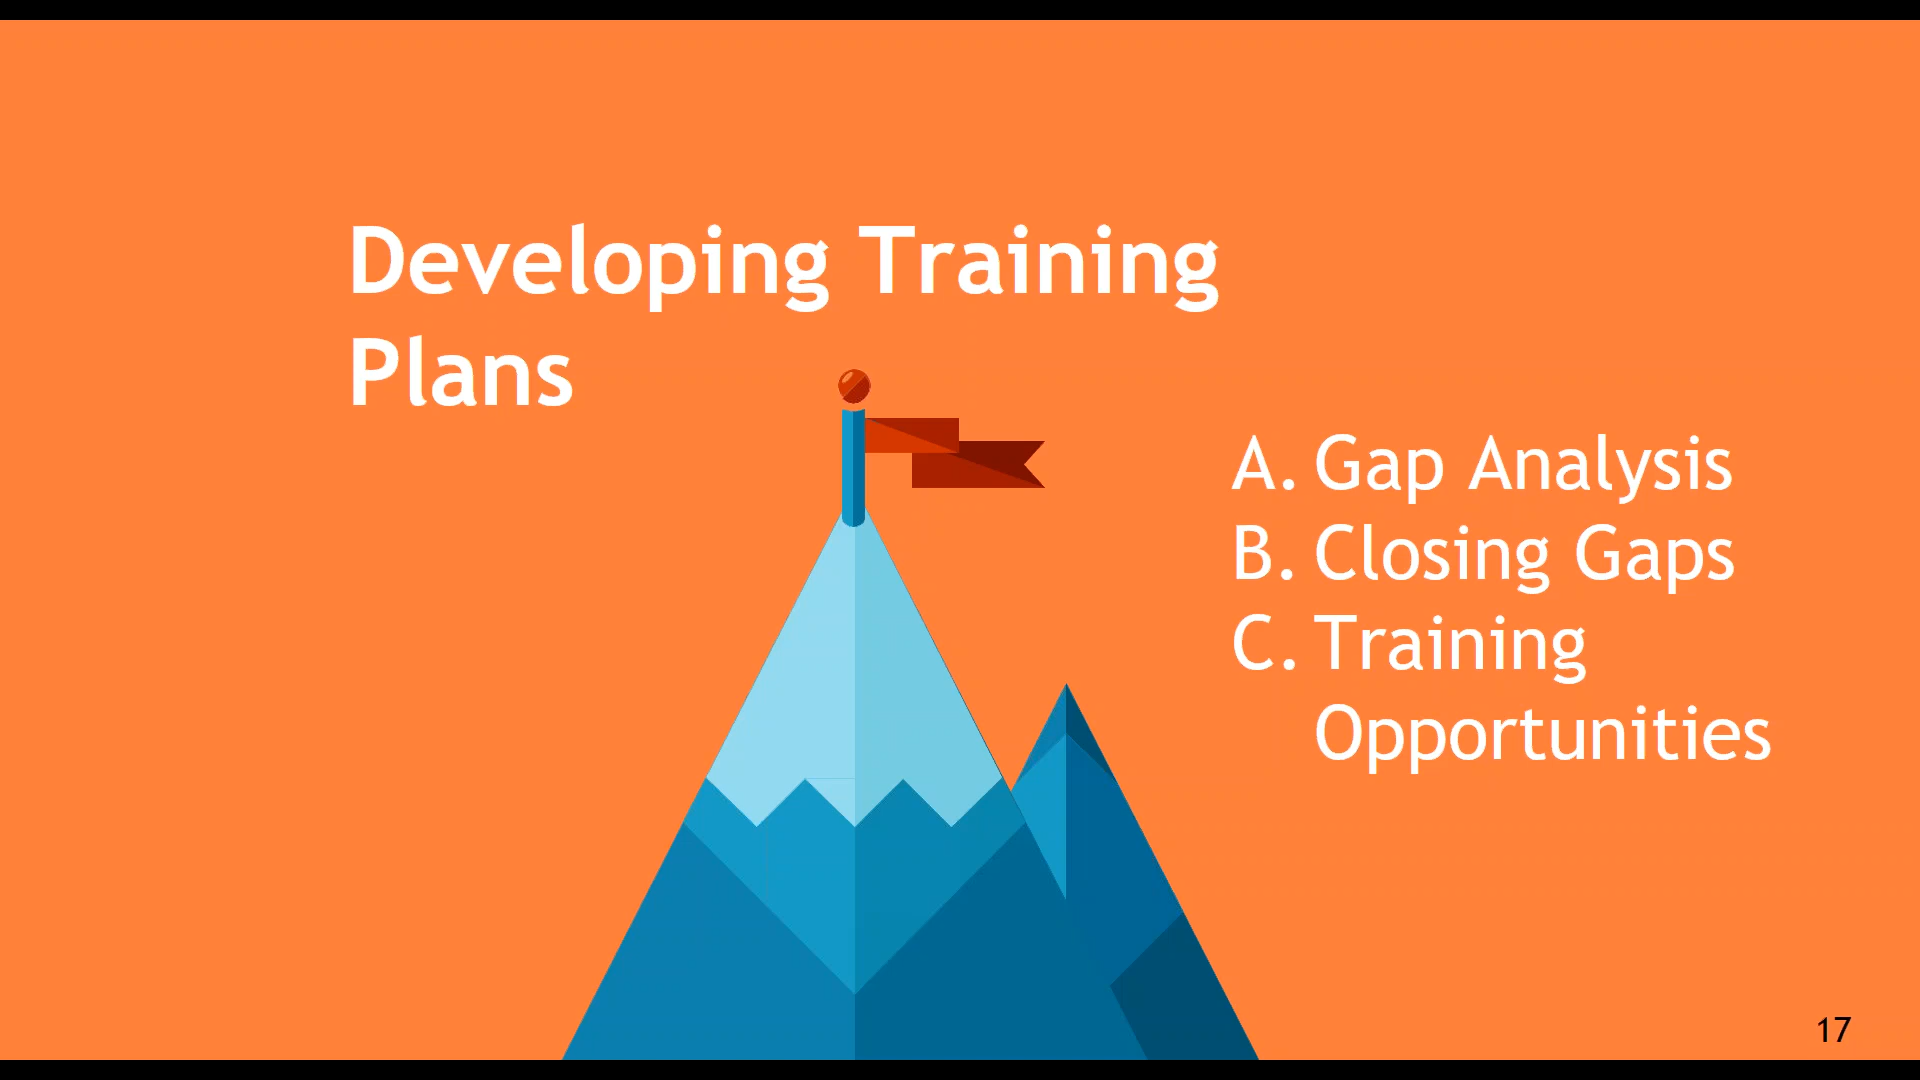 Developing Training
Plans
A. Gap Analysis
B. Closing Gaps
C. Training
Opportunities
17